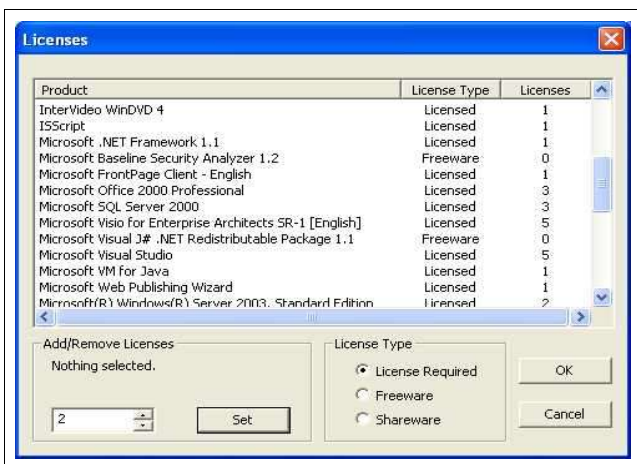 Licenses
Product License Type Licenses
InterVideo WinDVD 4 Licensed 1
ISScript Licensed 1
Microsoft .NET Framework 1.1 Licensed 1
Microsoft Baseline Security Analyzer 1.2 Freeware 0
Microsoft FrontPage Client - English Licensed 1
Microsoft Office 2000 Professional Licensed 3
Microsoft SQL Server 2000 Licensed 3
Microsoft Visio for Enterprise Architects SR-1 [English] Licensed 5
Microsoft Visual J# .NET Redistributable Package 1.1 Freeware 0
Microsoft Visual Studio Licensed 5
Microsoft VM for Java Licensed 1
Microsoft Web Publishing Wizard Licensed 1
Microsoft(R) Windows(R) Server 2003, Standard Edition Licensed 2
Add/Remove Licenses
Nothing selected.
2
Set
License Type
License Required
Freeware
Shareware
OK
Cancel